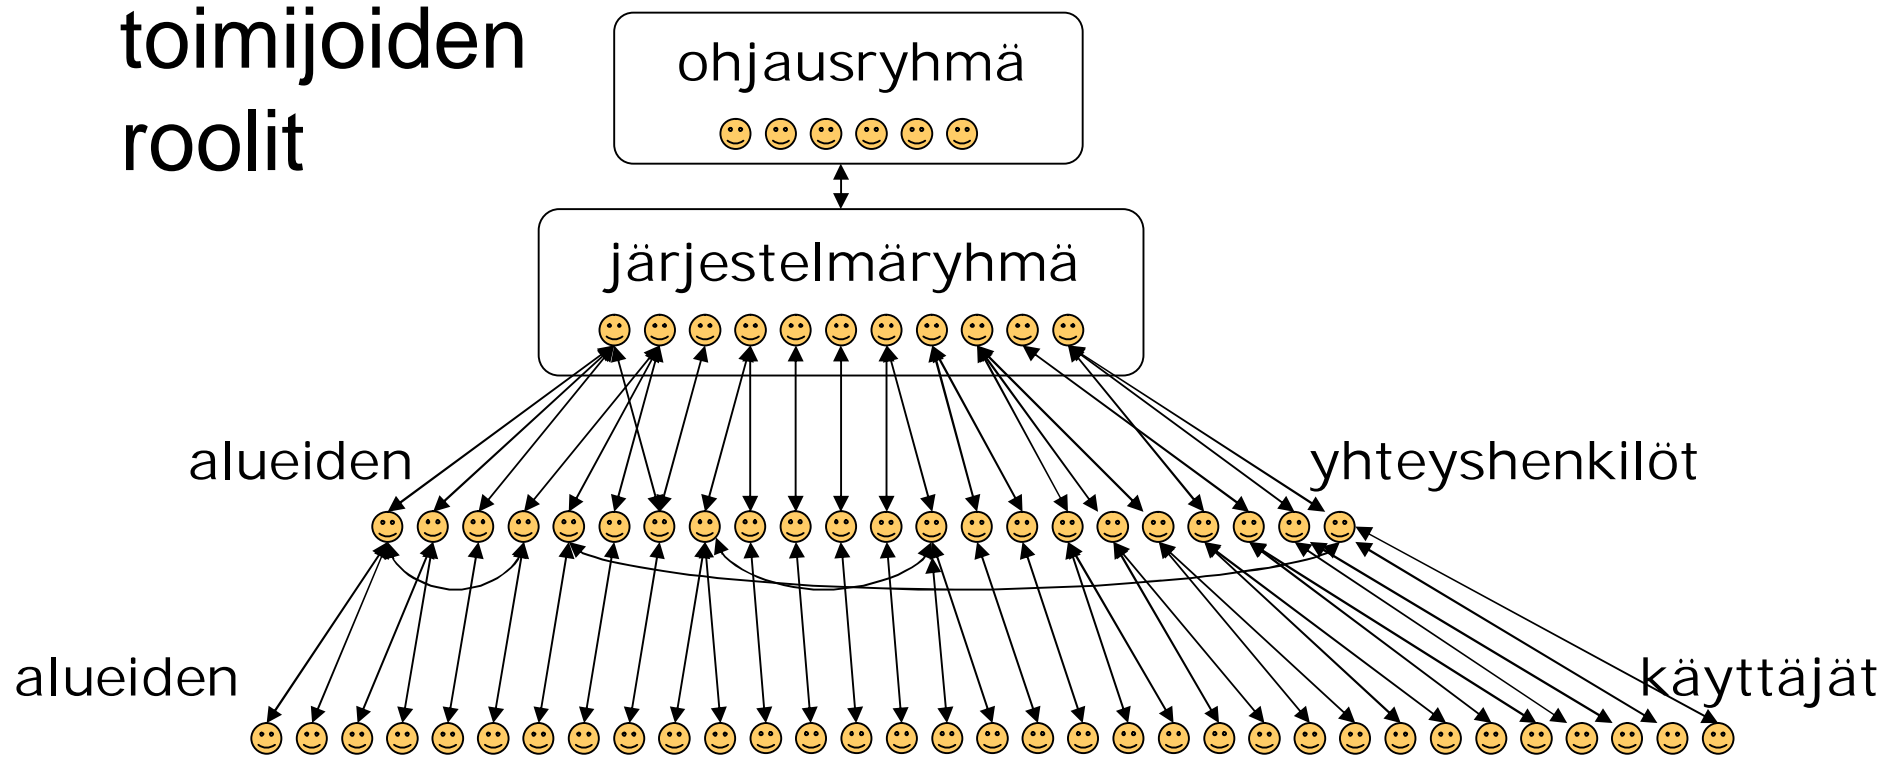 toimijoiden
roolit
ohjausryhmä
järjestelmäryhmä
alueiden yhteyshenkilöt
alueiden käyttäjät